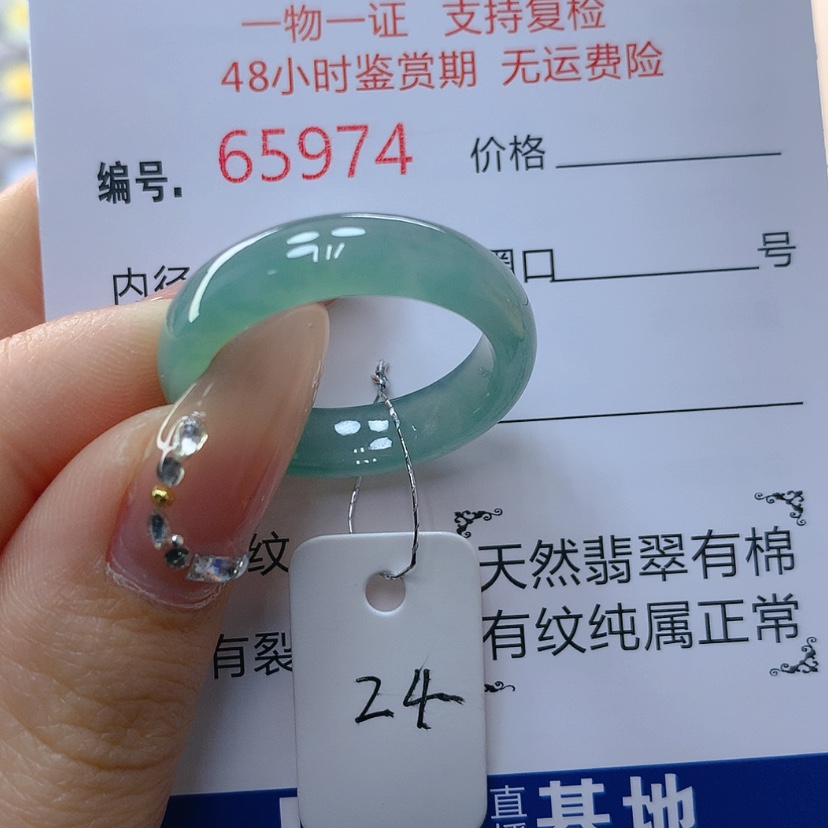 一物一证 支持复检
48小时鉴赏期 无运费险
编号. 65974 价格
内径 圈口 号
纹 天然翡翠有棉
有裂 有纹纯属正常
24
直播 基地